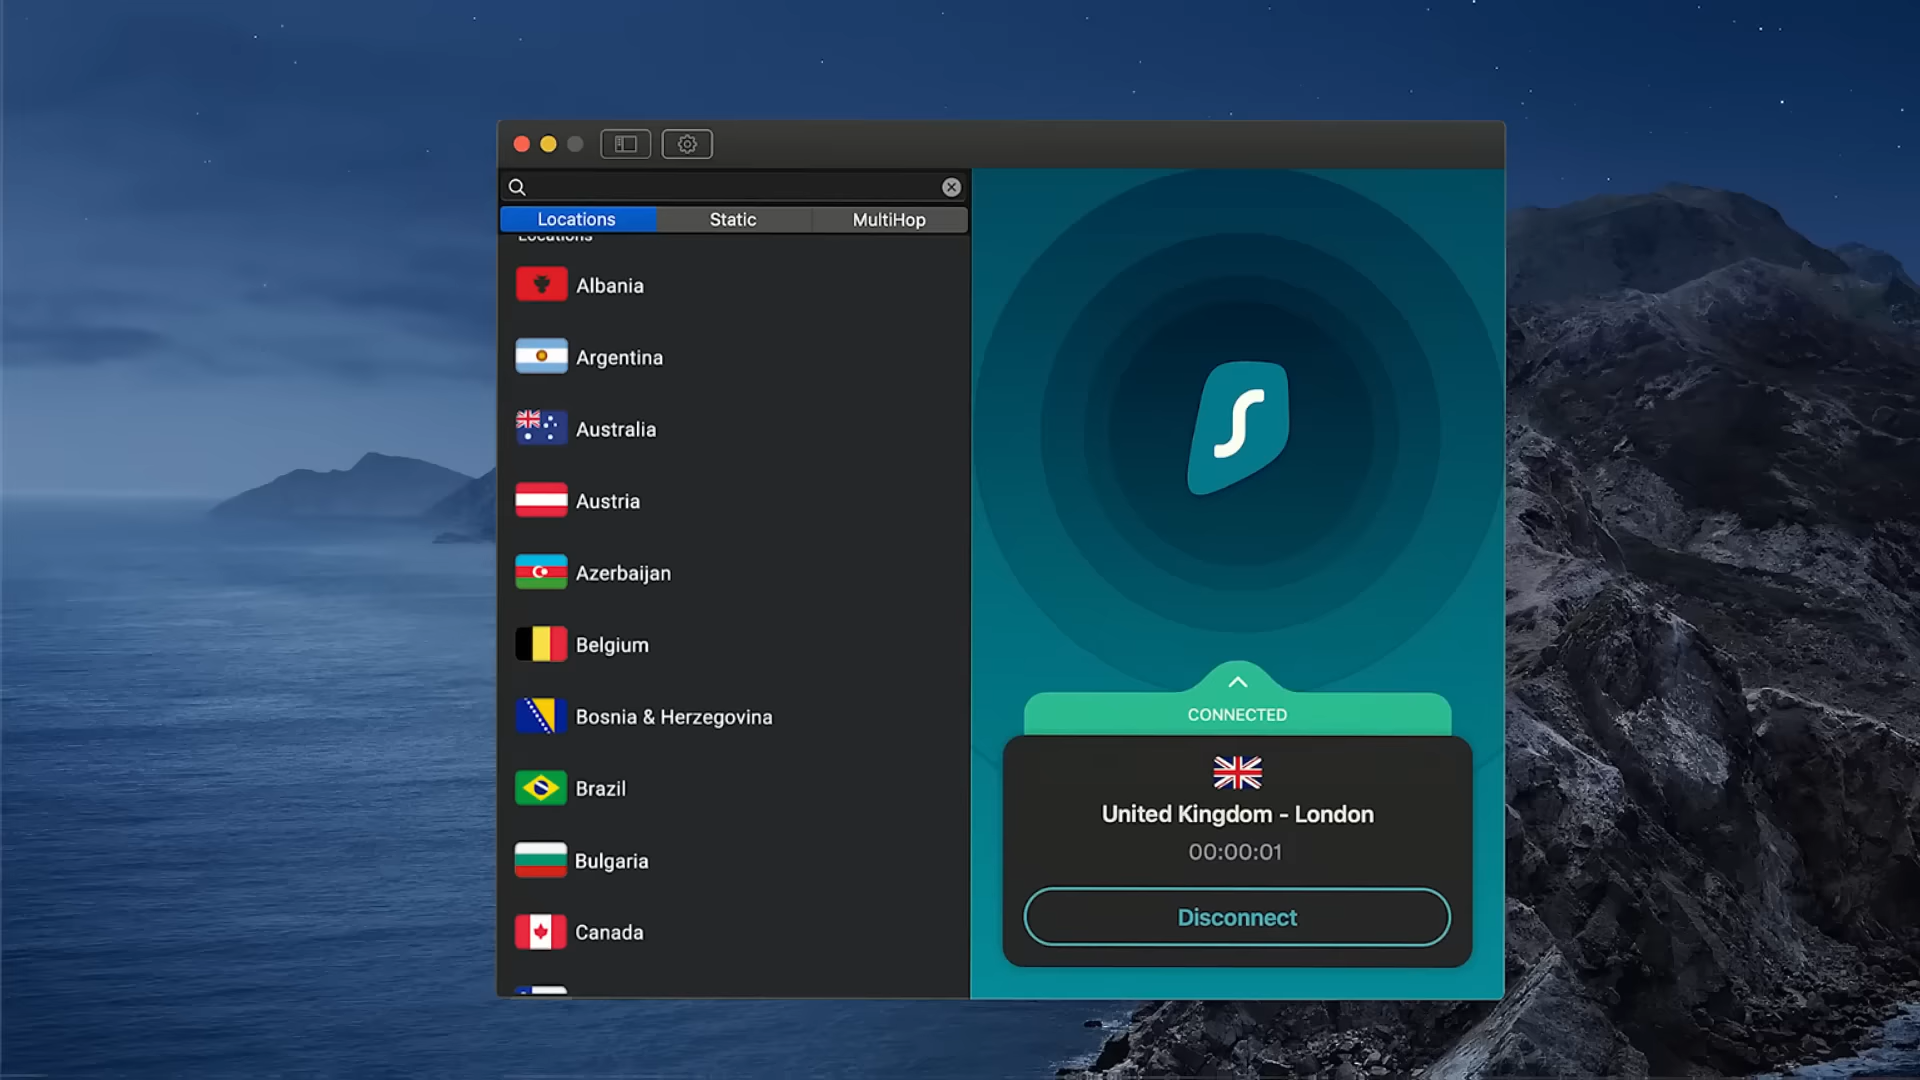 Locations
Static
MultiHop
Locations
Albania
Argentina
Australia
Austria
Azerbaijan
Belgium
Bosnia & Herzegovina
Brazil
Bulgaria
Canada
CONNECTED
United Kingdom - London
00:00:01
Disconnect